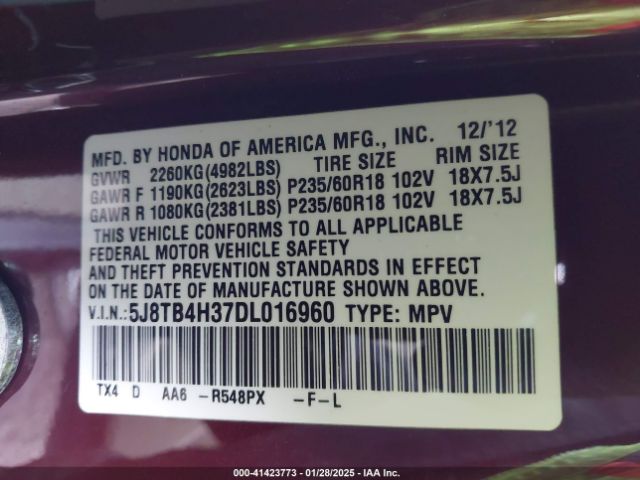 MFD. BY HONDA OF AMERICA MFG., INC. 12/'12
GVWR 2260KG(4982LBS) TIRE SIZE RIM SIZE
GAWR F 1190KG(2623LBS) P235/60R18 102V 18X7.5J
GAWR R 1080KG(2381LBS) P235/60R18 102V 18X7.5J
THIS VEHICLE CONFORMS TO ALL APPLICABLE
FEDERAL MOTOR VEHICLE SAFETY
AND THEFT PREVENTION STANDARDS IN EFFECT
ON THE DATE OF MANUFACTURE SHOWN ABOVE.
V.I.N.:5J8TB4H37DL016960 TYPE: MPV
TX4 D AA6 -R548PX -F-L
000-41423773 - 01/28/2025 - IAA Inc.